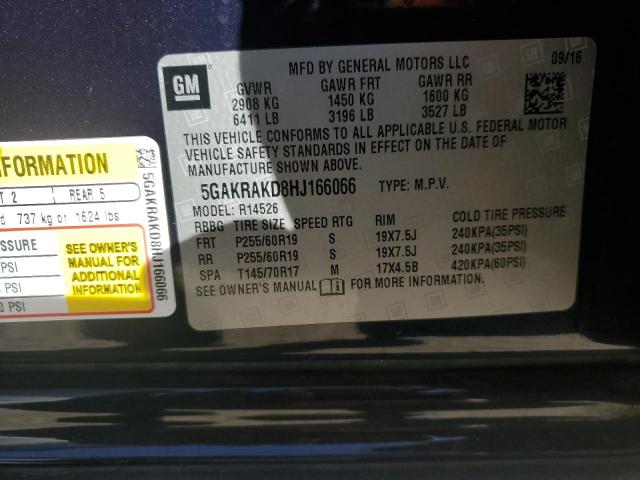 GM
MFD BY GENERAL MOTORS LLC 09/16
GVWR GAWR FRT GAWR RR
2908 KG 1450 KG 1600 KG
6411 LB 3196 LB 3527 LB
THIS VEHICLE CONFORMS TO ALL APPLICABLE U.S. FEDERAL MOTOR
VEHICLE SAFETY STANDARDS IN EFFECT ON THE DATE OF
MANUFACTURE SHOWN ABOVE.
5GAKRAKD8HJ166066 TYPE: M.P.V.
MODEL: R14526
RBBG TIRE SIZE SPEED RTG RIM COLD TIRE PRESSURE
FRT P255/60R19 S 19X7.5J 240KPA(35PSI)
RR P255/60R19 S 19X7.5J 240KPA(35PSI)
SPA T145/70R17 M 17X4.5B 420KPA(60PSI)
SEE OWNER'S MANUAL FOR MORE INFORMATION.
NFORMATION
T 2 REAR 5
d 737 kg or 1624 lbs
SSURE
PSI
PSI
0 PSI
SEE OWNER'S
MANUAL FOR
ADDITIONAL
INFORMATION
5GAKRAKD8HJ166066